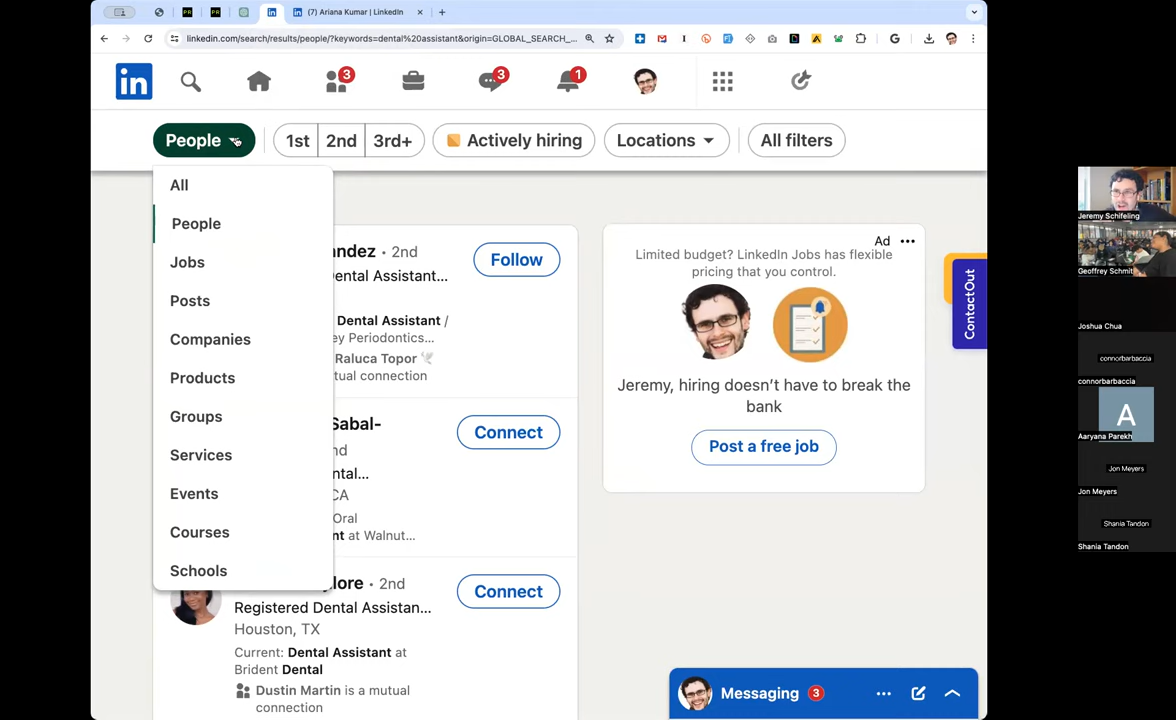 (7) Ariana Kumar | LinkedIn
linkedin.com/search/results/people/?keywords=dental%20assistant&origin=GLOBAL_SEARCH_...
in
3
3
1
People
1st
2nd
3rd+
Actively hiring
Locations
All filters
All
People
Jobs
Posts
Companies
Products
Groups
Services
Events
Courses
Schools
ndez • 2nd
Follow
ental Assistant...
Dental Assistant /
ey Periodontics...
Raluca Topor
tual connection
Sabal-
nd
Connect
ntal...
CA
Oral
nt at Walnut...
lore • 2nd
Connect
Registered Dental Assistan...
Houston, TX
Current: Dental Assistant at
Brident Dental
Dustin Martin is a mutual
connection
Ad
Limited budget? LinkedIn Jobs has flexible
pricing that you control.
Jeremy, hiring doesn't have to break the
bank
Post a free job
ContactOut
Messaging 3
Jeremy Schifeling
Geoffrey Schmit
Joshua Chua
connorbarbaccia
connorbarbaccia
A
Aaryana Parekh
Jon Meyers
Jon Meyers
Shania Tandon
Shania Tandon